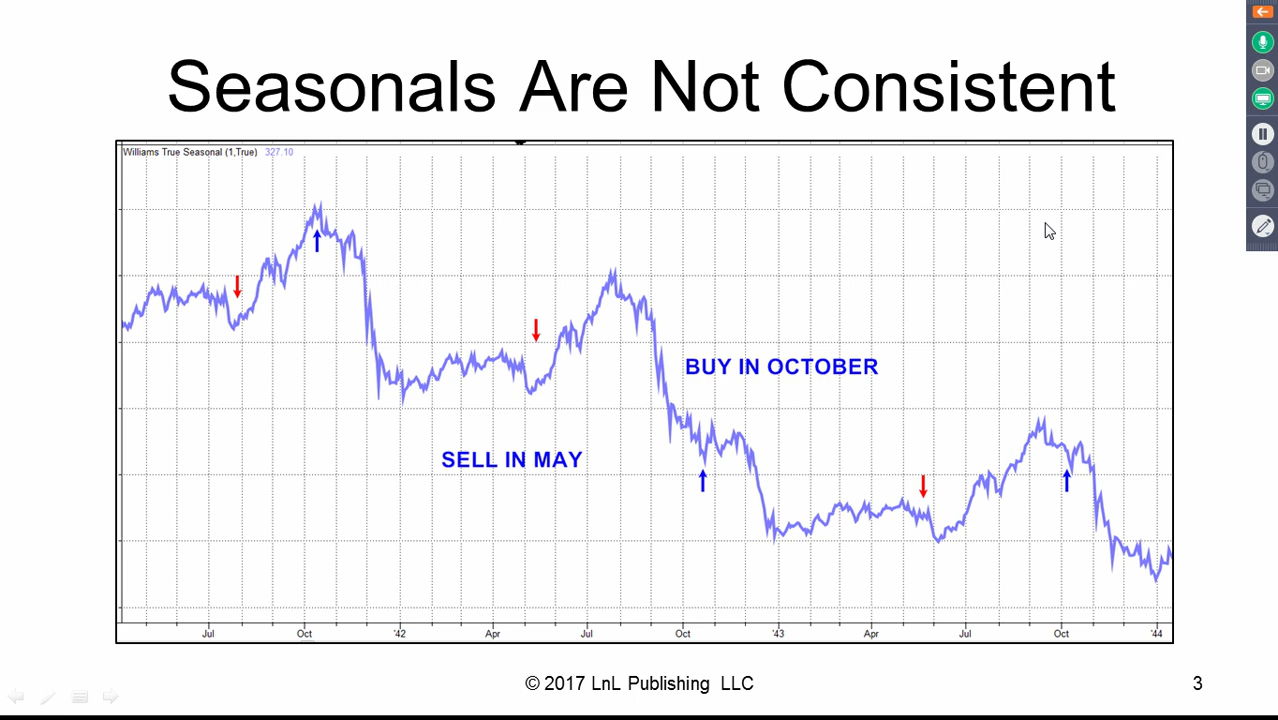 Seasonals Are Not Consistent
Williams True Seasonal (1,True) 327.10
BUY IN OCTOBER
SELL IN MAY
Jul Oct '42 Apr Jul Oct '43 Apr Jul Oct '44
© 2017 LnL Publishing LLC
3